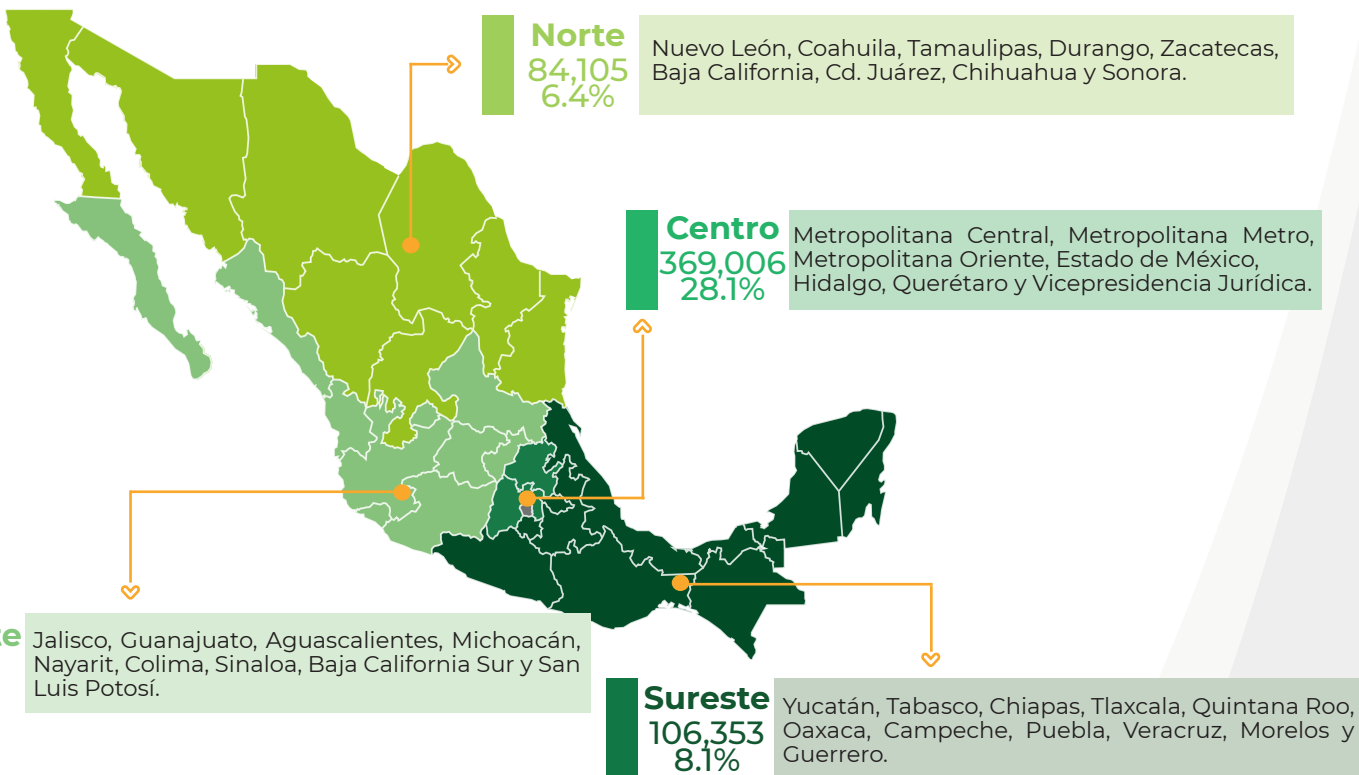 Norte
84,105
6.4%
Nuevo León, Coahuila, Tamaulipas, Durango, Zacatecas,
Baja California, Cd. Juárez, Chihuahua y Sonora.
Centro
369,006
28.1%
Metropolitana Central, Metropolitana Metro,
Metropolitana Oriente, Estado de México,
Hidalgo, Querétaro y Vicepresidencia Jurídica.
Jalisco, Guanajuato, Aguascalientes, Michoacán,
Nayarit, Colima, Sinaloa, Baja California Sur y San
Luis Potosí.
Sureste
106,353
8.1%
Yucatán, Tabasco, Chiapas, Tlaxcala, Quintana Roo,
Oaxaca, Campeche, Puebla, Veracruz, Morelos y
Guerrero.